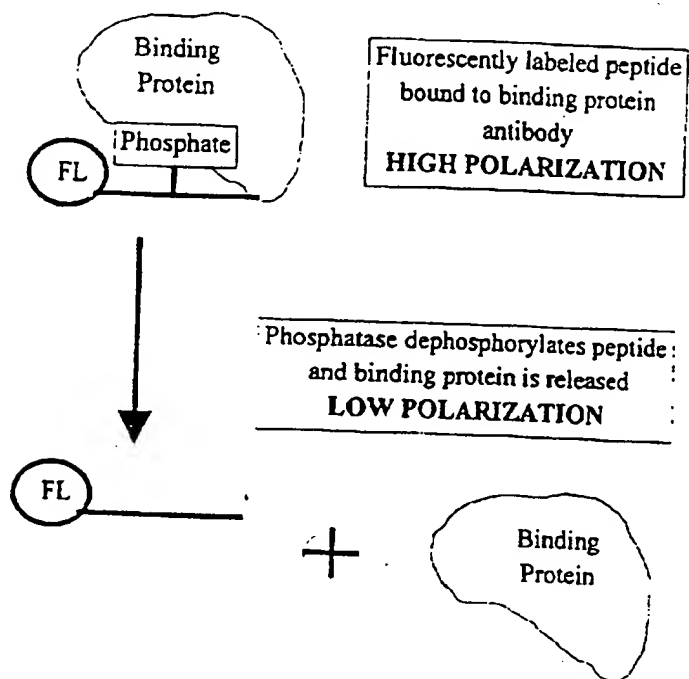 Binding
Protein
Phosphate
FL
Fluorescently labeled peptide
bound to binding protein
antibody
HIGH POLARIZATION
Phosphatase dephosphorylates peptide
and binding protein is released
LOW POLARIZATION
FL
+
Binding
Protein